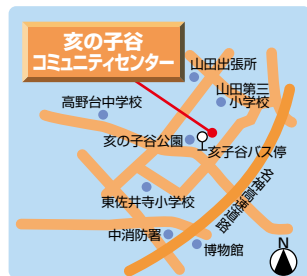 亥の子谷
コミュニティセンター
山田出張所
山田第三
小学校
高野台中学校
亥の子谷公園
亥子谷バス停
名神高速道路
東佐井寺小学校
中消防署
博物館
N